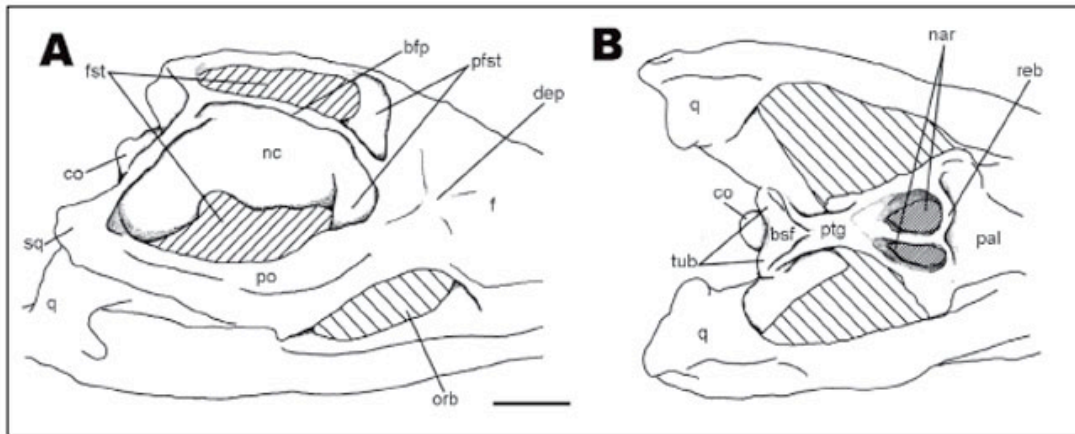 A
bfp
fst
pfst
dep
co
nc
f
sq
po
q
orb
B
nar
reb
q
co
bsf
ptg
pal
tub
q